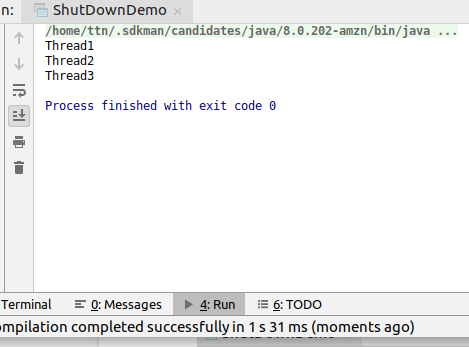 n: ShutDownDemo ×
/home/ttn/.sdkman/candidates/java/8.0.202-amzn/bin/java ...
Thread1
Thread2
Thread3
Process finished with exit code 0
Terminal 0: Messages 4: Run 6: TODO
ompilation completed successfully in 1 s 31 ms (moments ago)